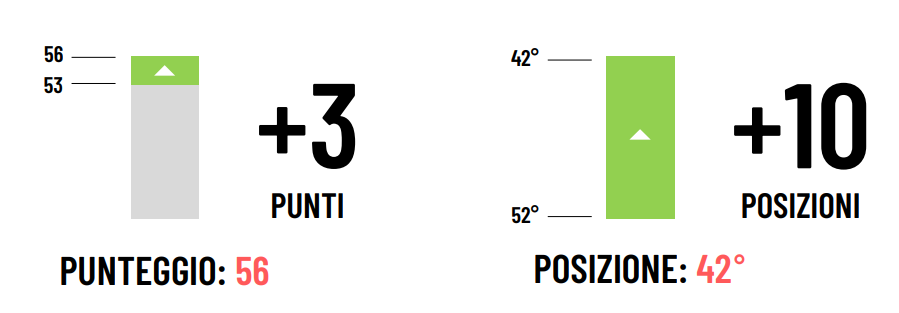 56
53
+3
PUNTI
PUNTEGGIO: 56
42°
52°
+10
POSIZIONI
POSIZIONE: 42°